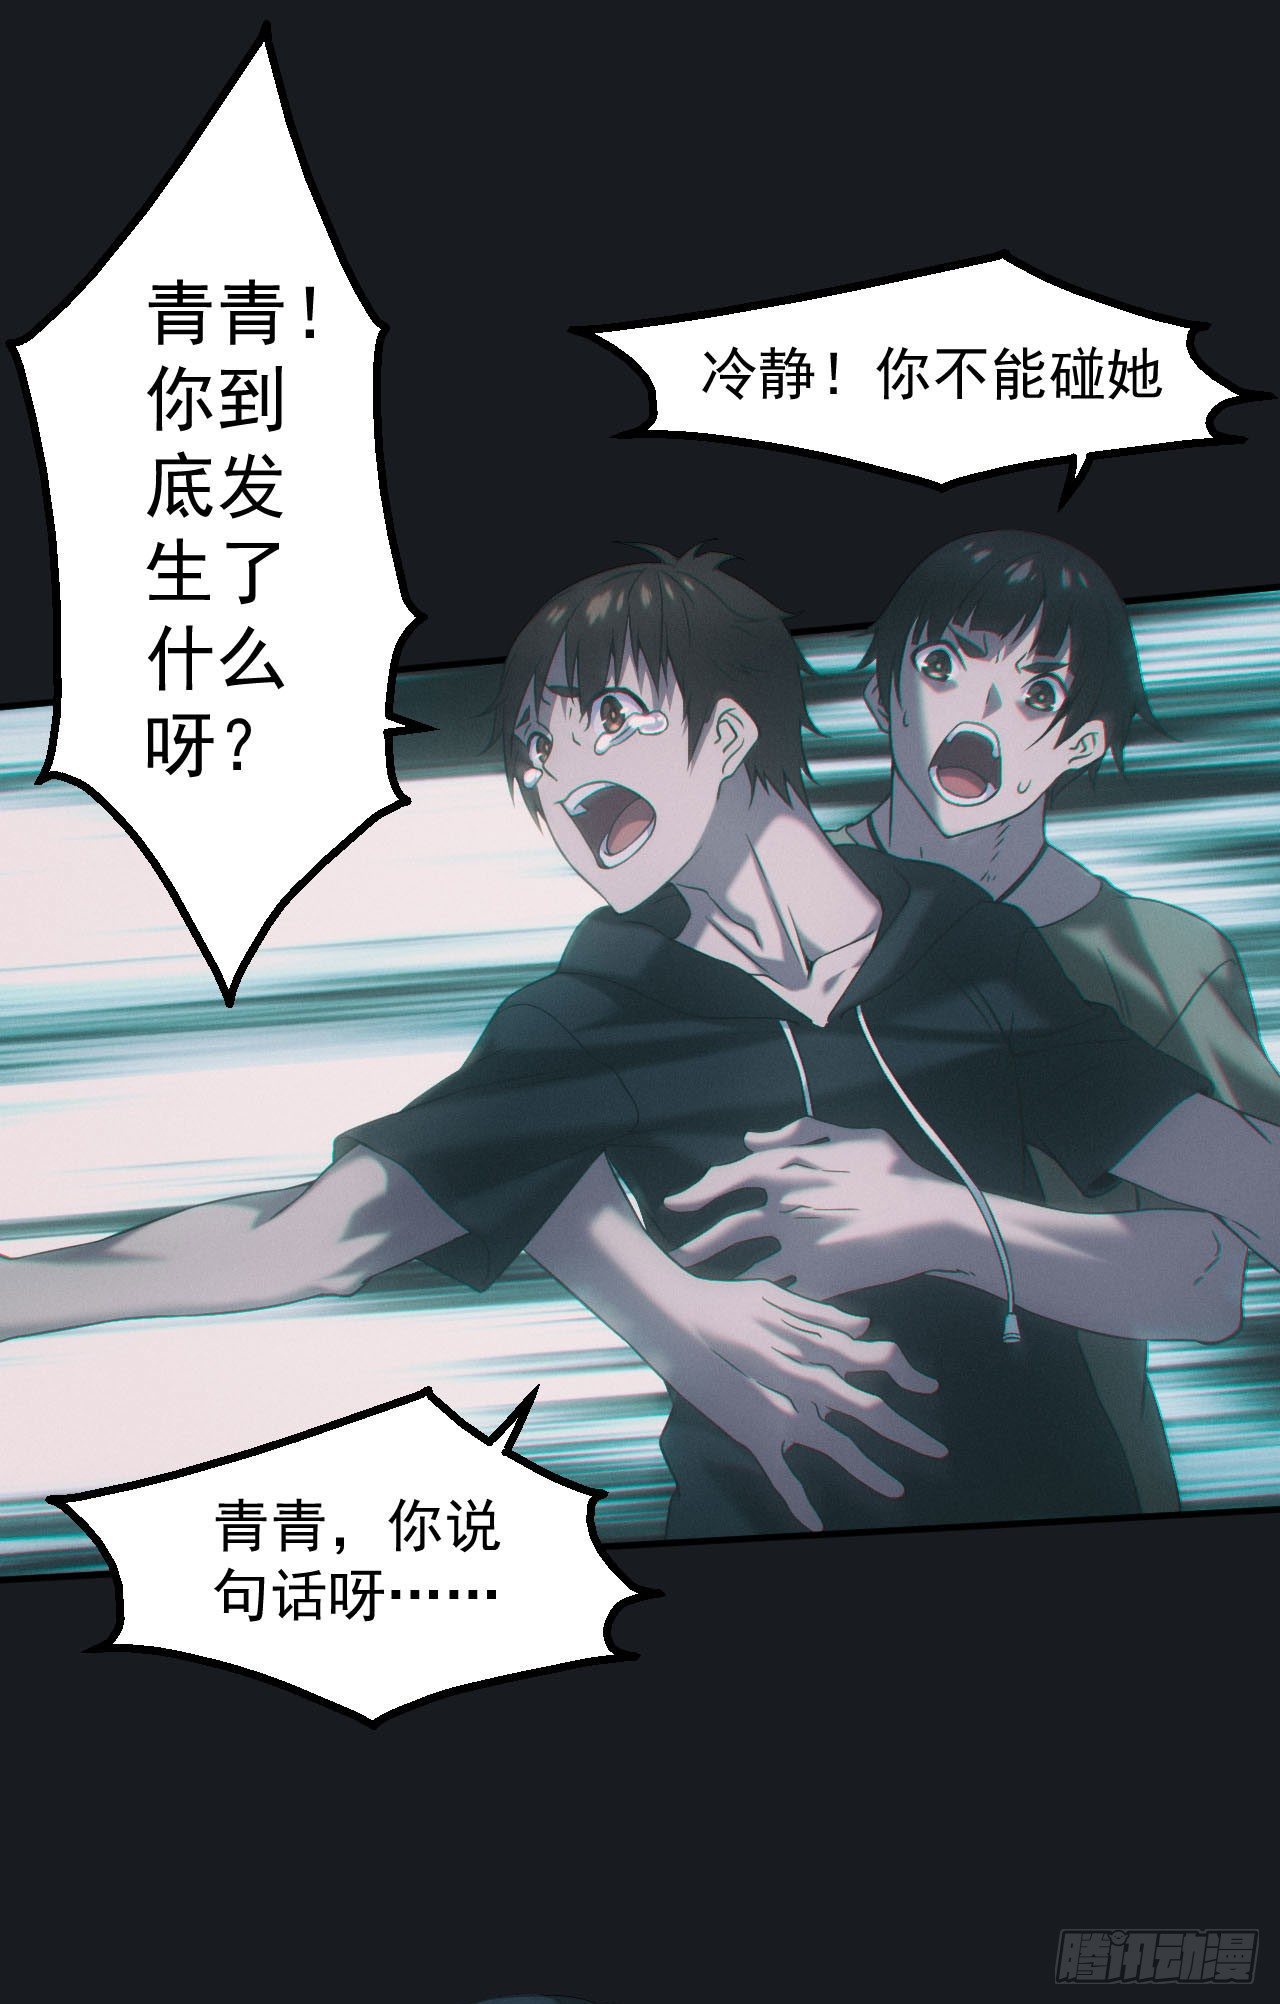 青青！
你到
底发
生了
什么
呀？
冷静！你不能碰她
青青，你说
句话呀……
腾讯动漫